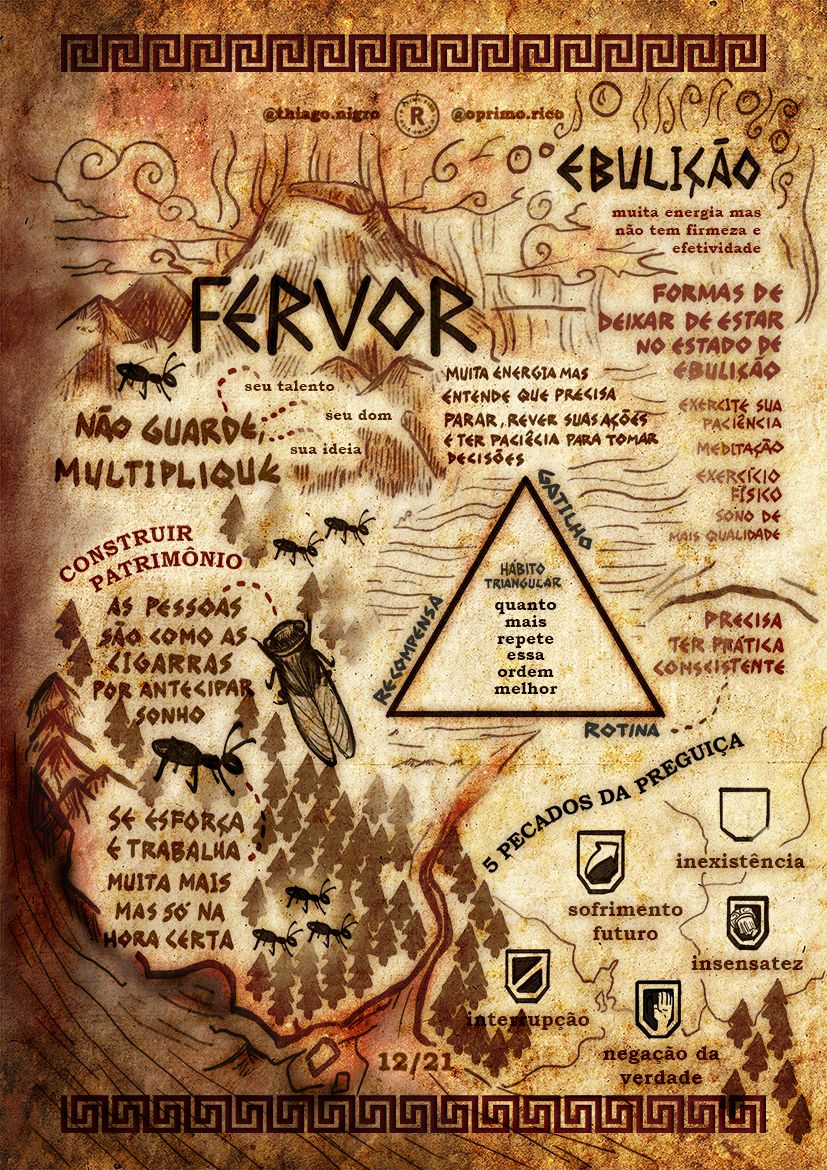 @thiago.nigro R @oprimo.rico
EBULIÇÃO
muita energia mas
não tem firmeza e
efetividade
FERVOR
FORMAS DE
DEIXAR DE ESTAR
NO ESTADO DE
EBULIÇÃO
EXERCITE SUA
PACIÊNCIA
MEDITAÇÃO
EXERCÍCIO
FÍSICO
SONO DE
MAIS QUALIDADE
MUITA ENERGIA MAS
ENTENDE QUE PRECISA
PARAR, REVER SUAS AÇÕES
E TER PACIÊCIA PARA TOMAR
DECISÕES
seu talento
seu dom
sua ideia
NÃO GUARDE,
MULTIPLIQUE
CONSTRUIR
PATRIMÔNIO
AS PESSOAS
SÃO COMO AS
CIGARRAS
POR ANTECIPAR
SONHO
GATILHO
RECOMPENSA
ROTINA
HÁBITO
TRIANGULAR
quanto
mais
repete
essa
ordem
melhor
PRECISA
TER PRÁTICA
CONSCISTENTE
SE ESFORÇA
E TRABALHA
MUITA MAIS
MAS SÓ NA
HORA CERTA
5 PECADOS DA PREGUIÇA
inexistência
sofrimento
futuro
insensatez
interrupção
negação da
verdade
12/21